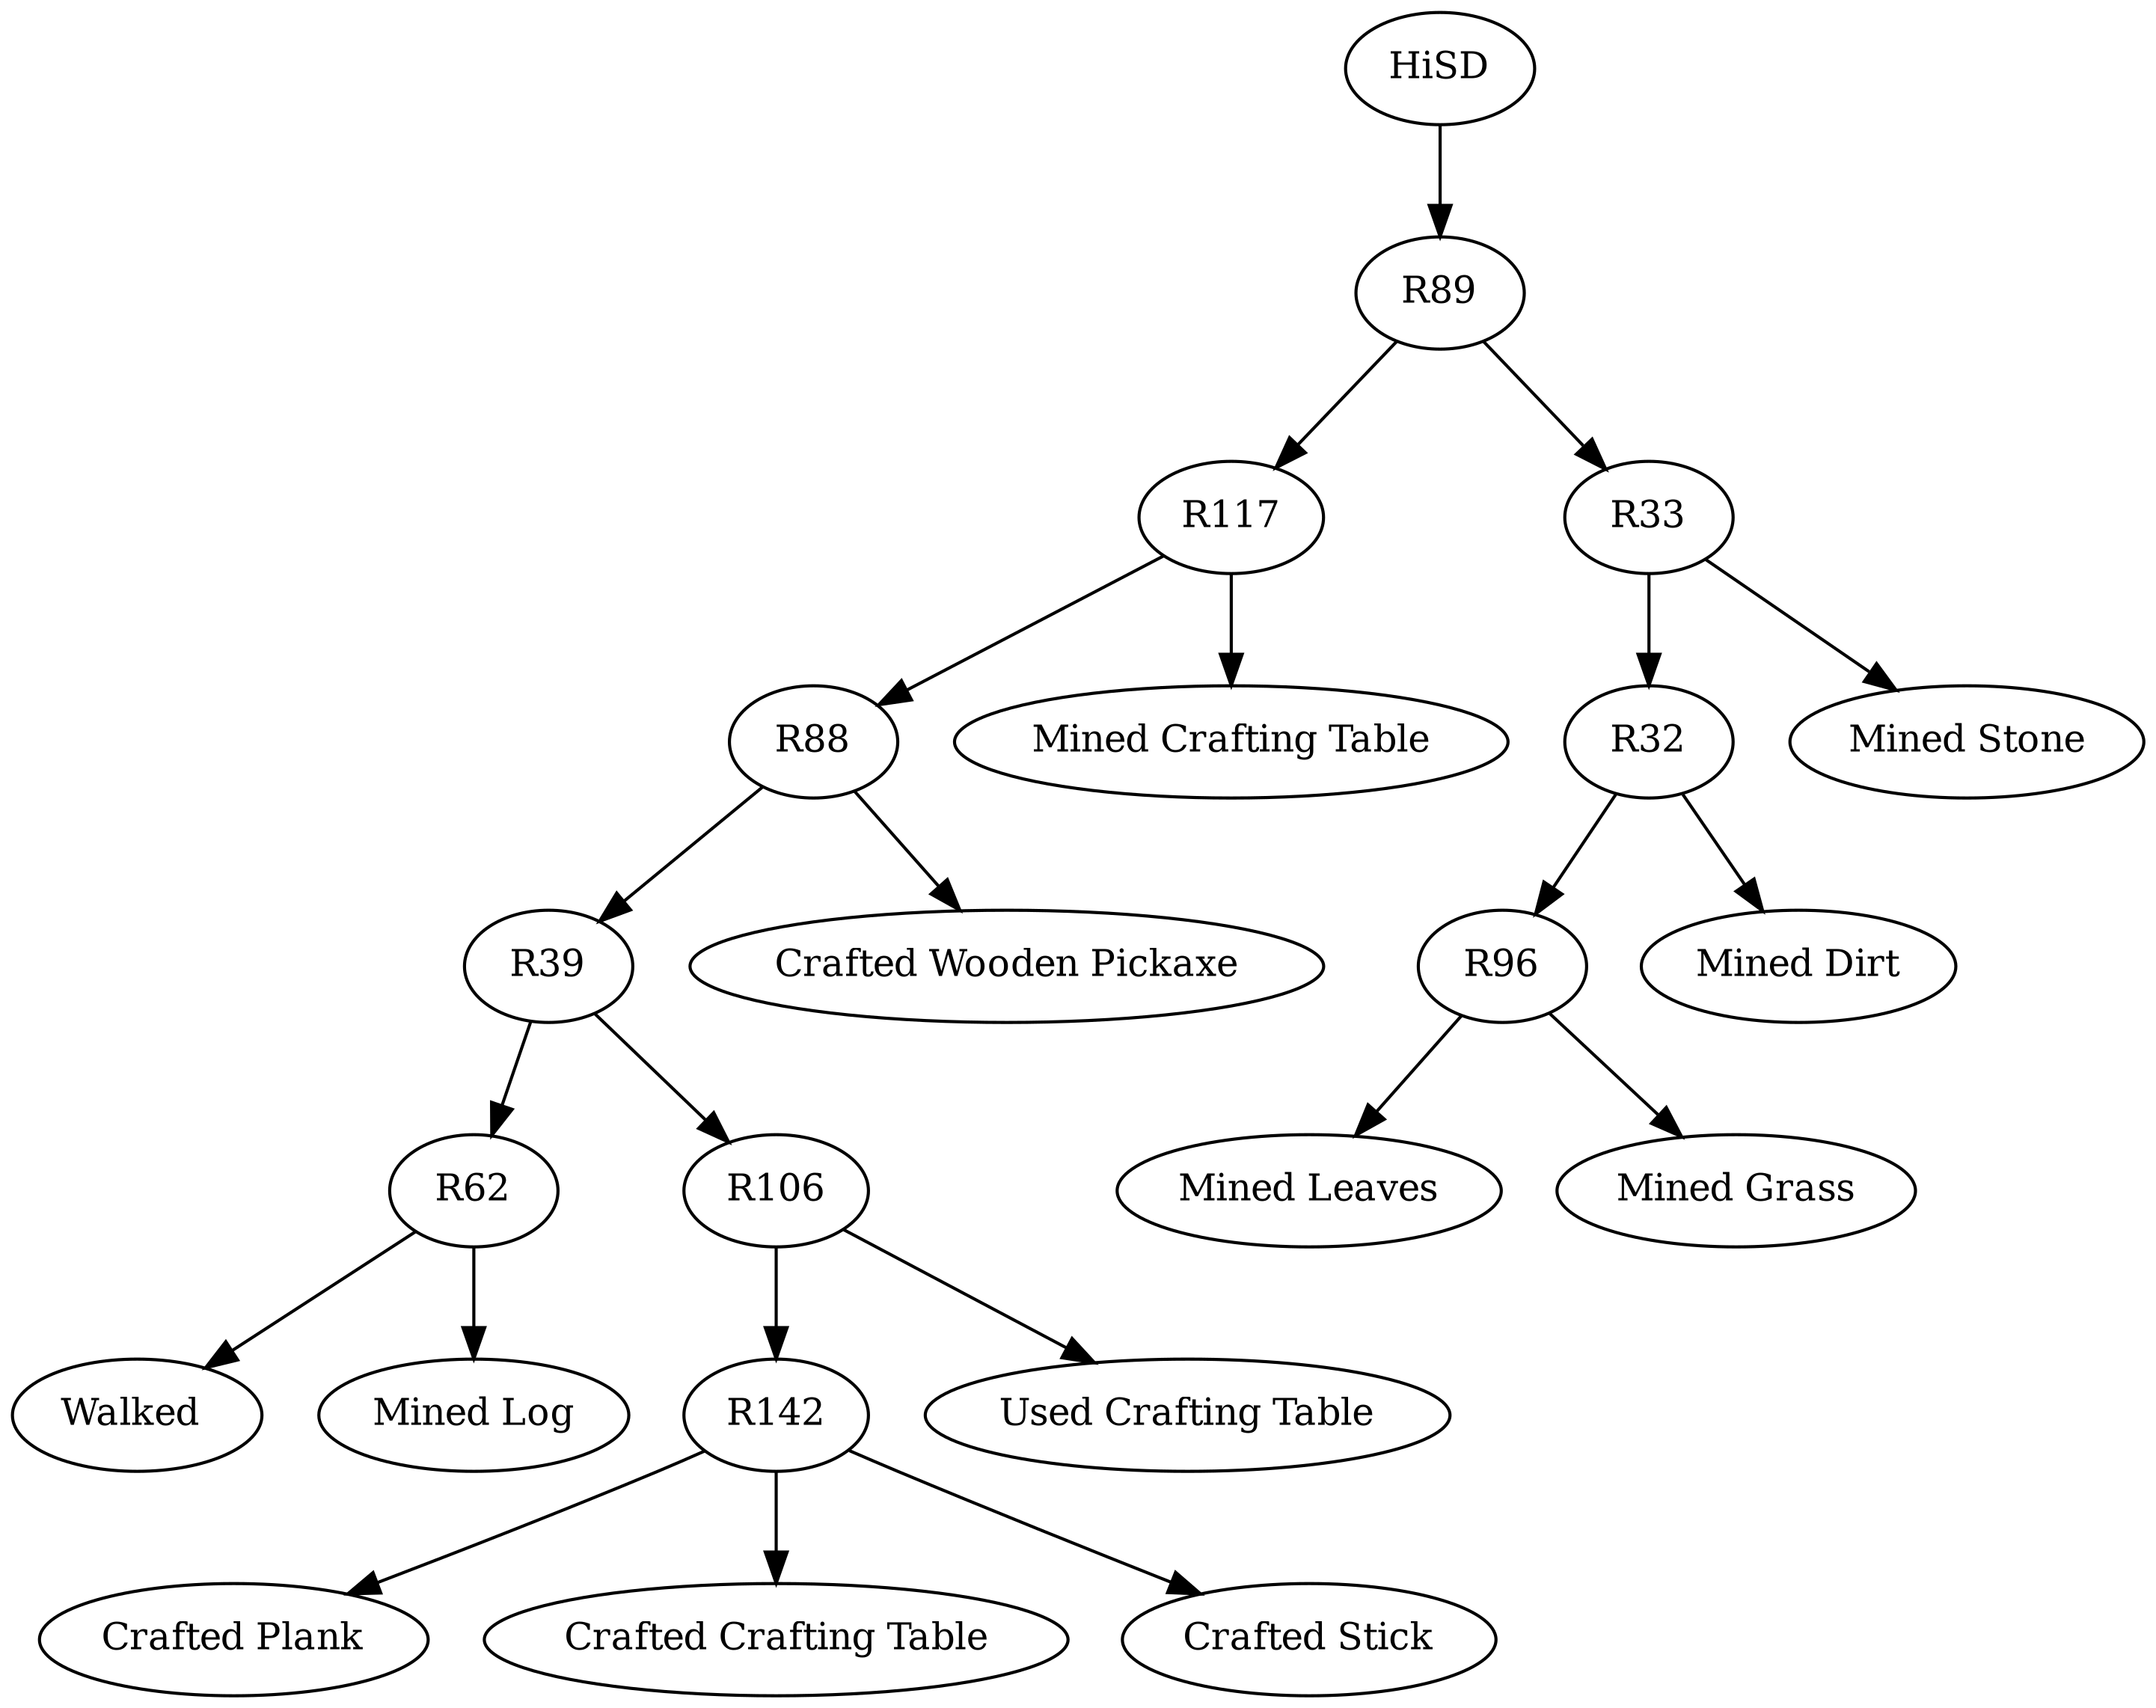 HiSD
R89
R117
R33
R88
Mined Crafting Table
R32
Mined Stone
R39
Crafted Wooden Pickaxe
R96
Mined Dirt
R62
R106
Mined Leaves
Mined Grass
Walked
Mined Log
R142
Used Crafting Table
Crafted Plank
Crafted Crafting Table
Crafted Stick